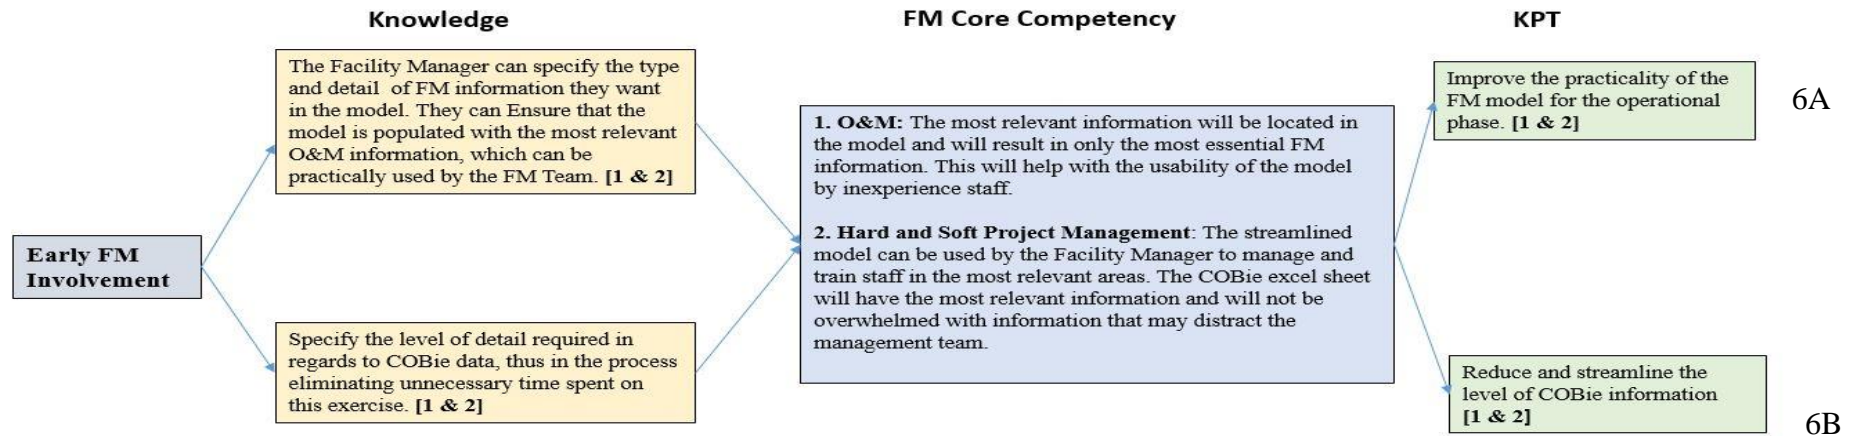 Knowledge
FM Core Competency
KPT
The Facility Manager can specify the type
and detail of FM information they want
in the model. They can Ensure that the
model is populated with the most relevant
O&M information, which can be
practically used by the FM Team. [1 & 2]
Early FM
Involvement
Specify the level of detail required in
regards to COBie data, thus in the process
eliminating unnecessary time spent on
this exercise. [1 & 2]
1. O&M: The most relevant information will be located in
the model and will result in only the most essential FM
information. This will help with the usability of the model
by inexperience staff.
2. Hard and Soft Project Management: The streamlined
model can be used by the Facility Manager to manage and
train staff in the most relevant areas. The COBie excel sheet
will have the most relevant information and will not be
overwhelmed with information that may distract the
management team.
Improve the practicality of the
FM model for the operational
phase. [1 & 2]
6A
Reduce and streamline the
level of COBie information
[1 & 2]
6B